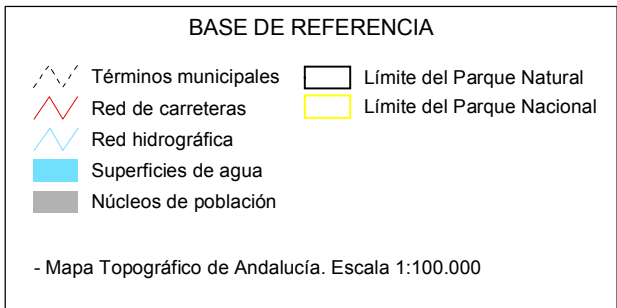 BASE DE REFERENCIA
Términos municipales
Red de carreteras
Red hidrográfica
Superficies de agua
Núcleos de población
Límite del Parque Natural
Límite del Parque Nacional
- Mapa Topográfico de Andalucía. Escala 1:100.000